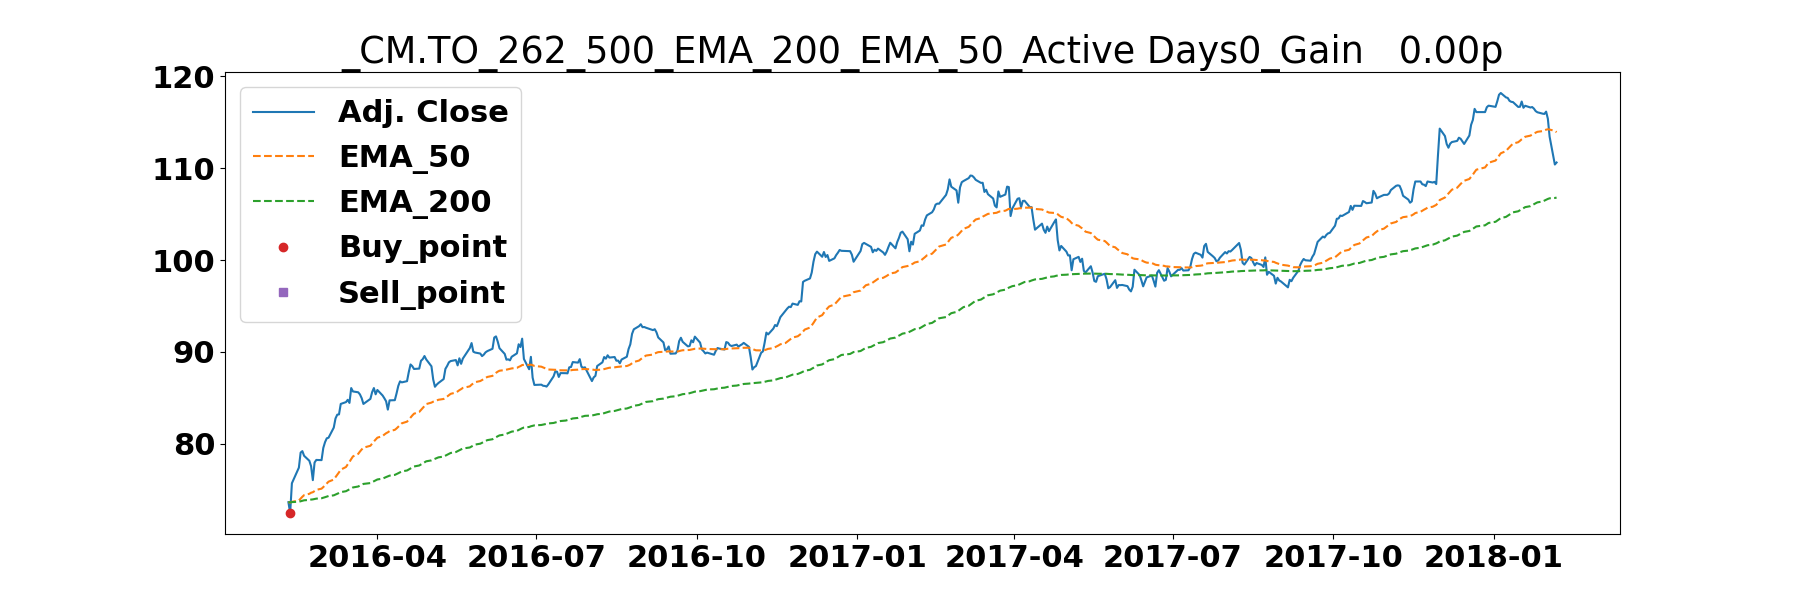 _CM.TO_262_500_EMA_200_EMA_50_Active Days0_Gain   0.00p
120
110
100
90
80
Adj. Close
EMA_50
EMA_200
Buy_point
Sell_point
2016-04 2016-07 2016-10 2017-01 2017-04 2017-07 2017-10 2018-01